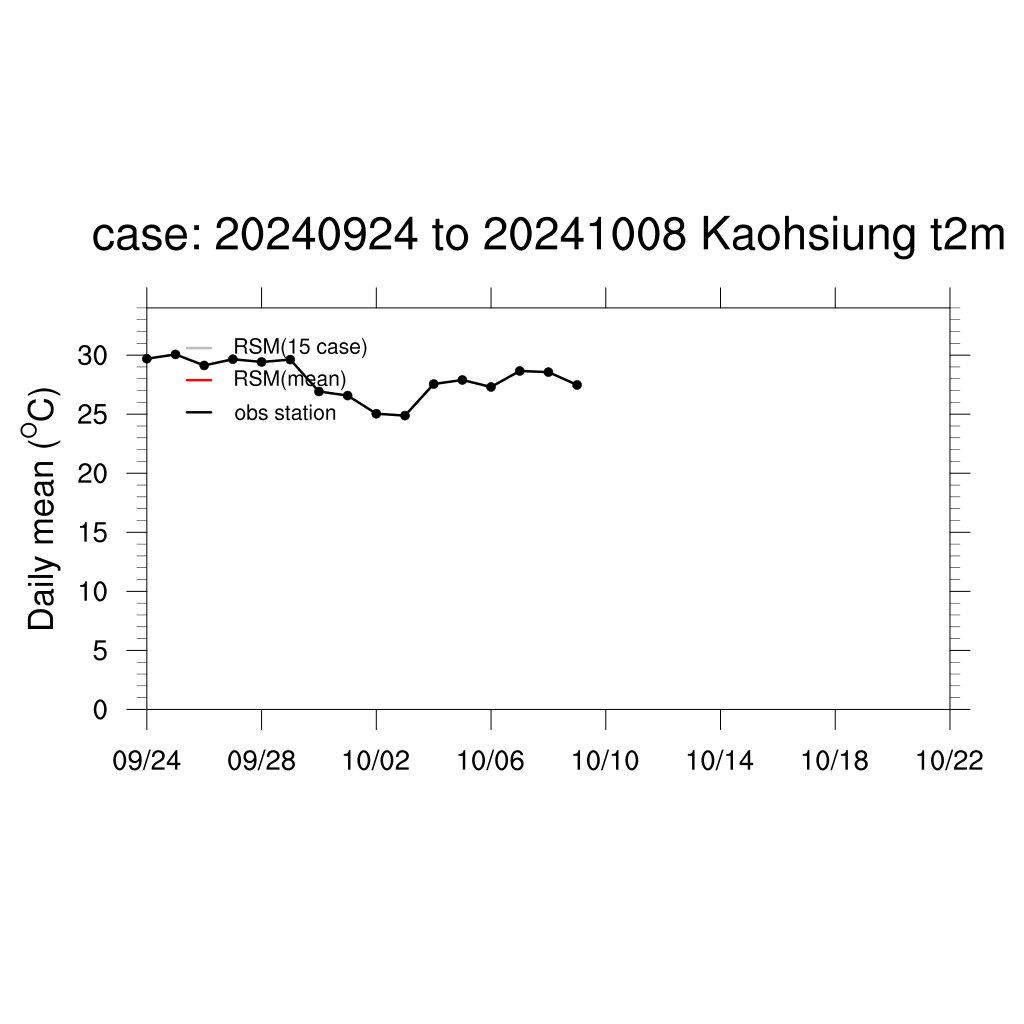 case: 20240924 to 20241008 Kaohsiung t2m
Daily mean (°C)
30
25
20
15
10
5
0
RSM(15 case)
RSM(mean)
obs station
09/24 09/28 10/02 10/06 10/10 10/14 10/18 10/22